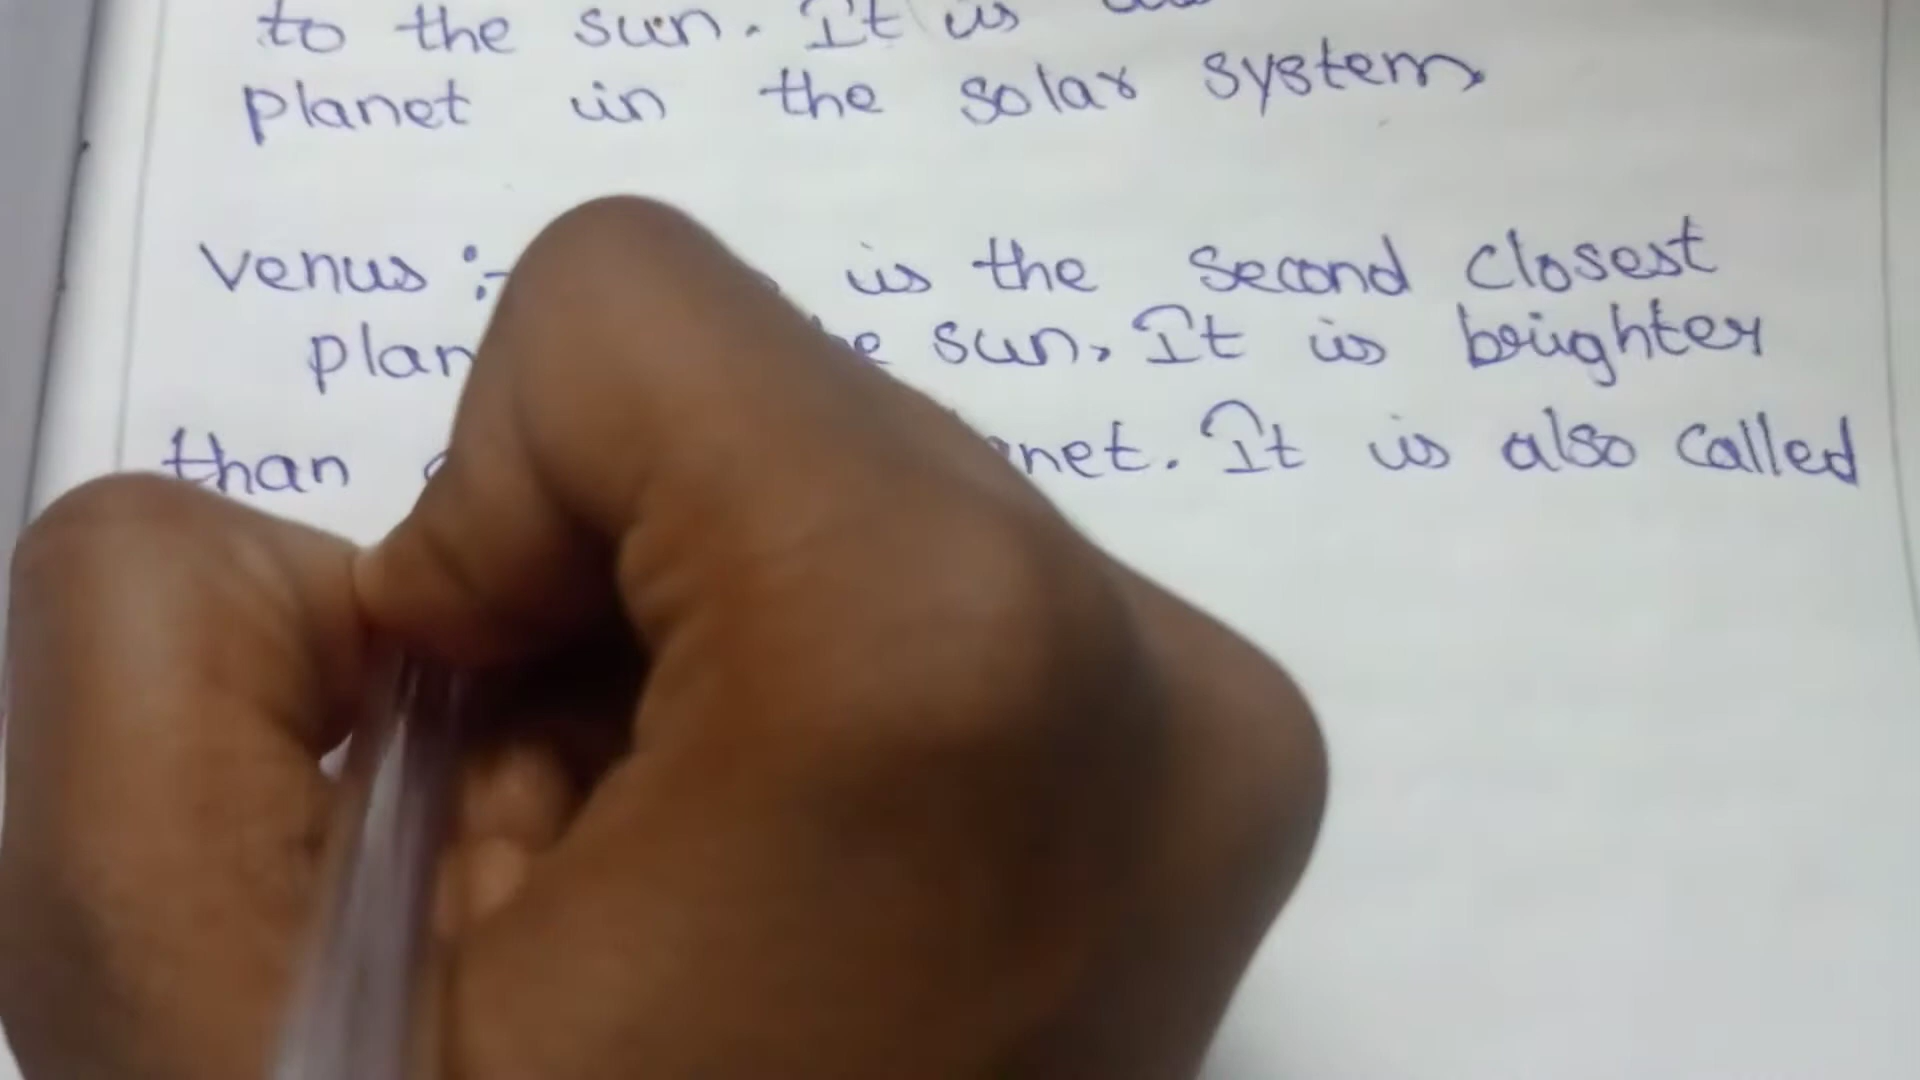 to the sun. It is
planet in the solar system,
Venus :- is the second closest
sun, It is brighter
than net. It is also called